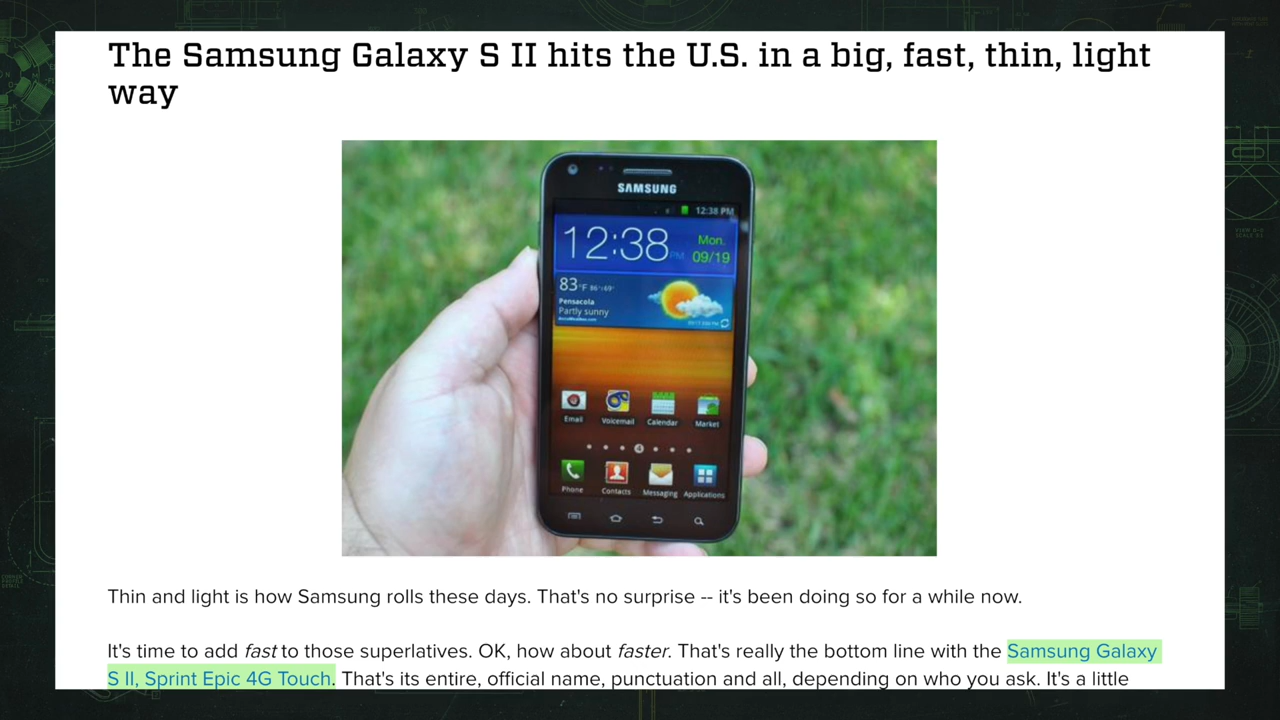 The Samsung Galaxy S II hits the U.S. in a big, fast, thin, light
way
SAMSUNG
12:38 PM
12:38 PM
Mon.
09/19
83°F 86°/69°
Pensacola
Partly sunny
Email Voicemail Calendar Market
4
Phone Contacts Messaging Applications
Thin and light is how Samsung rolls these days. That's no surprise -- it's been doing so for a while now.
It's time to add fast to those superlatives. OK, how about faster. That's really the bottom line with the Samsung Galaxy
S II, Sprint Epic 4G Touch. That's its entire, official name, punctuation and all, depending on who you ask. It's a little